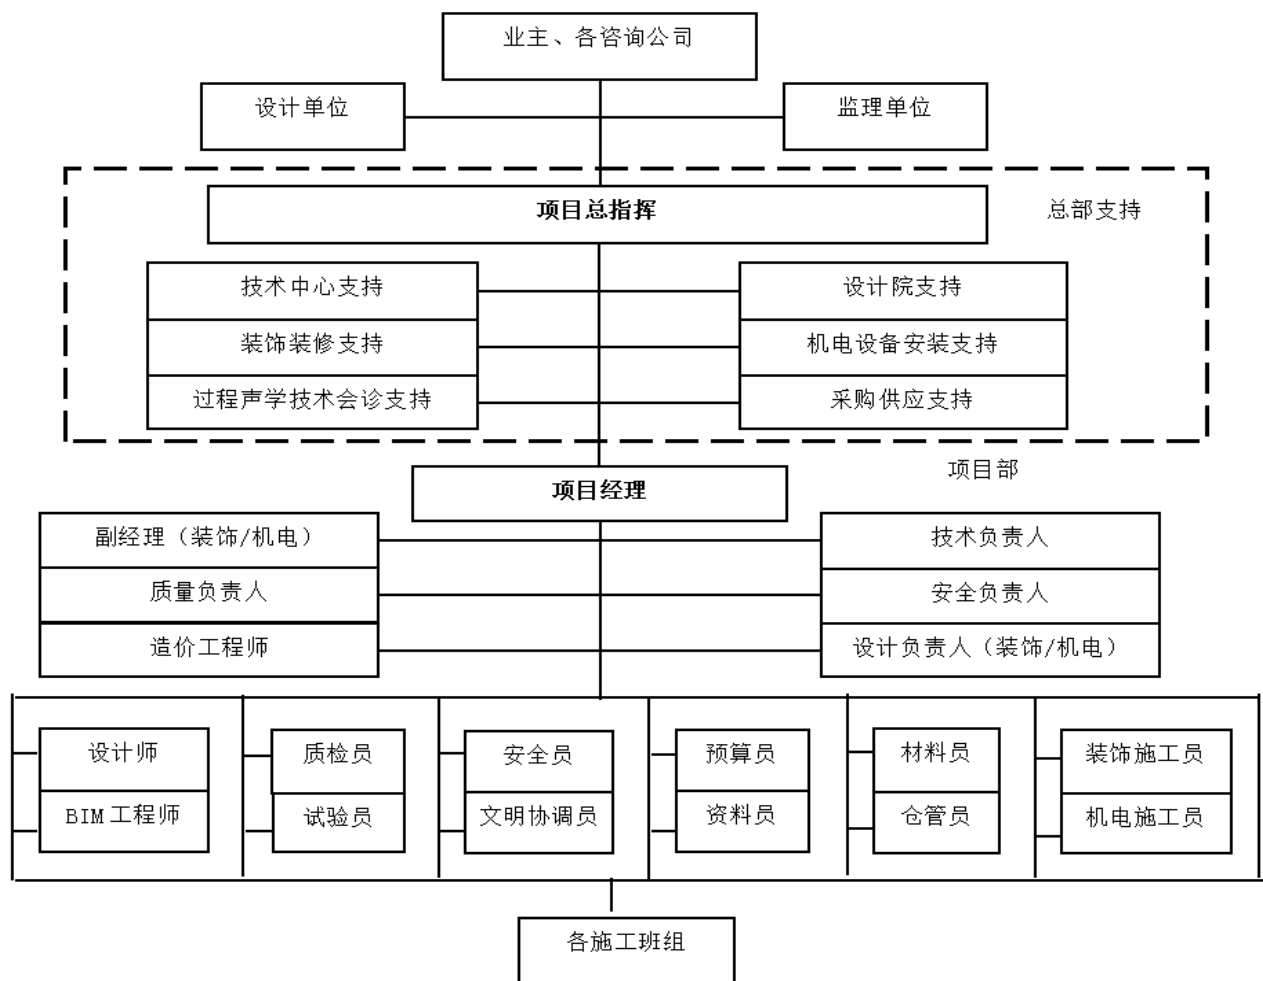 业主、各咨询公司
设计单位
监理单位
项目总指挥
总部支持
技术中心支持
设计院支持
装饰装修支持
机电设备安装支持
过程声学技术会诊支持
采购供应支持
项目部
项目经理
副经理（装饰/机电）
技术负责人
质量负责人
安全负责人
造价工程师
设计负责人（装饰/机电）
设计师
质检员
安全员
预算员
材料员
装饰施工员
BIM工程师
试验员
文明协调员
资料员
仓管员
机电施工员
各施工班组